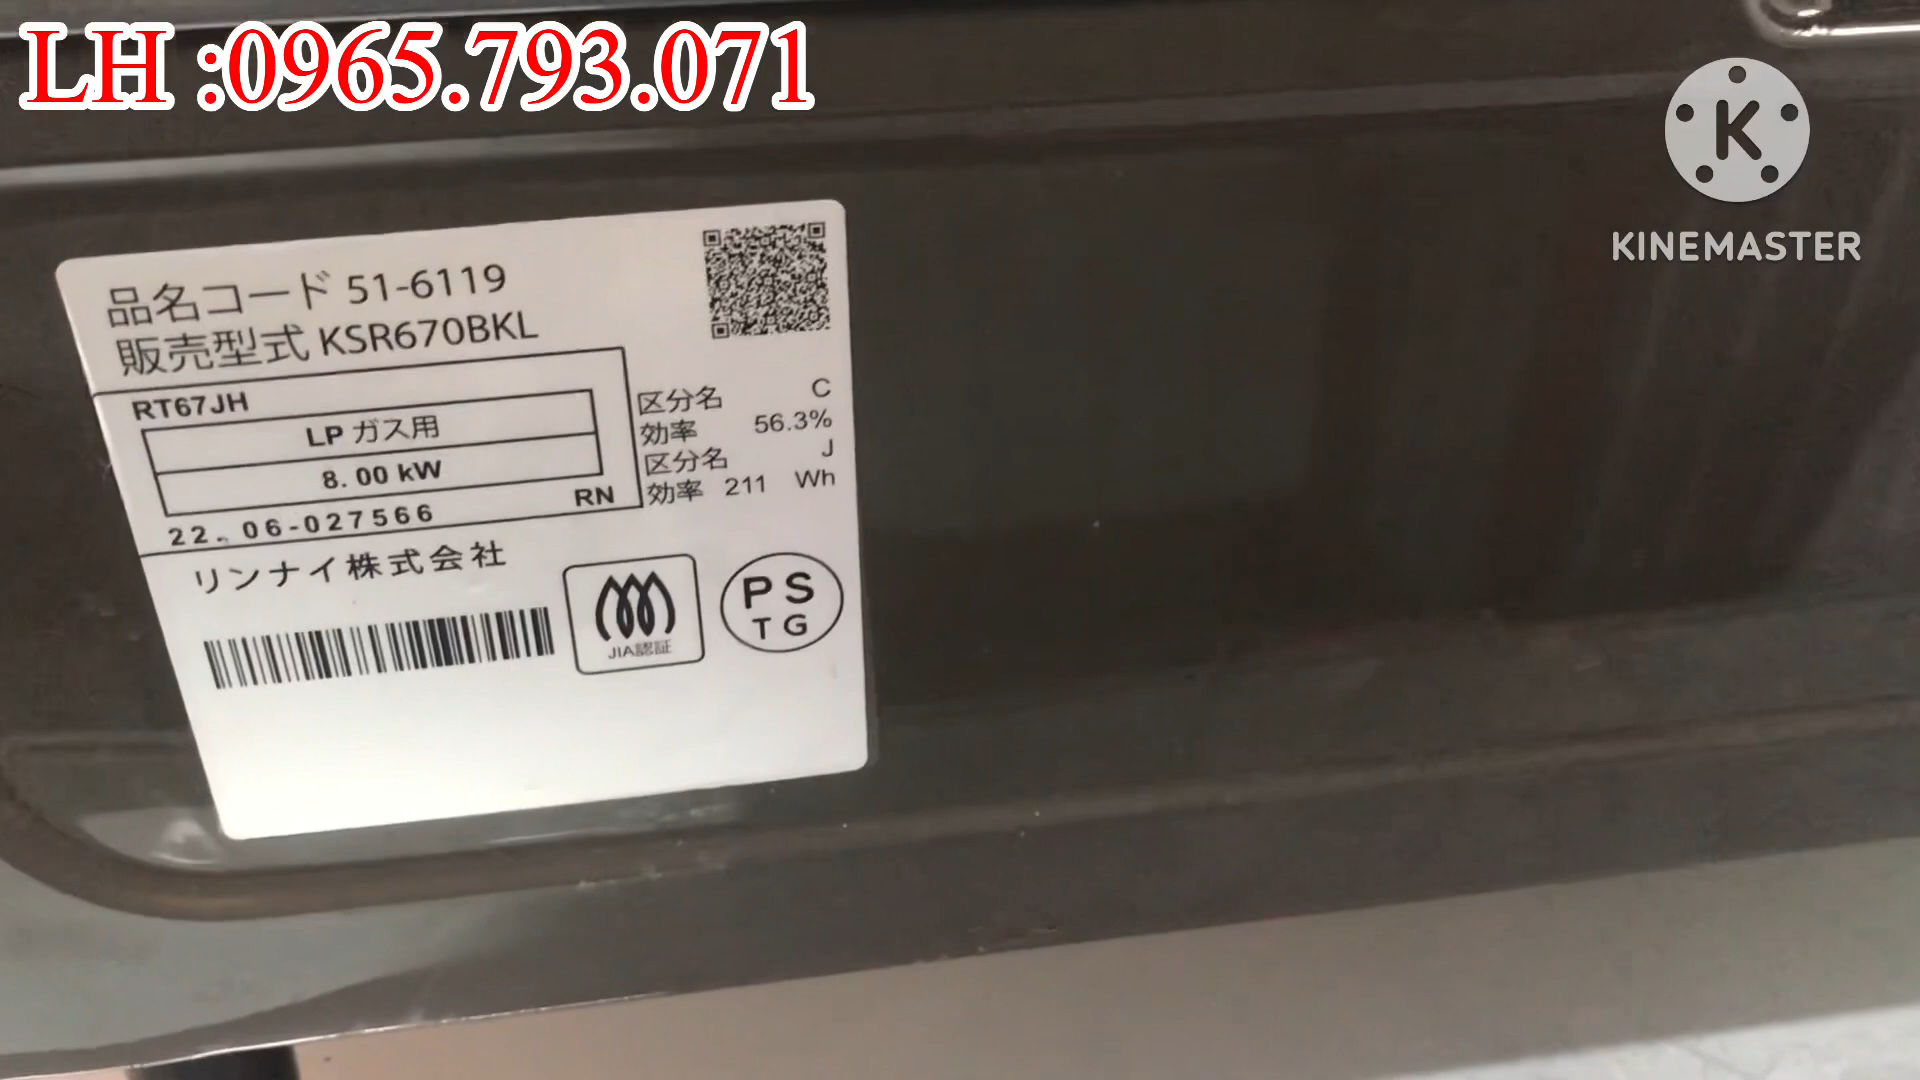 LH :0965.793.071
K
KINEMASTER
品名コード 51-6119
販売型式 KSR670BKL
RT67JH
LP ガス用
8.00 kW
RN
22.06-027566
区分名 C
効率 56.3%
区分名 J
効率 211 Wh
リンナイ株式会社
JIA認証
PS
TG